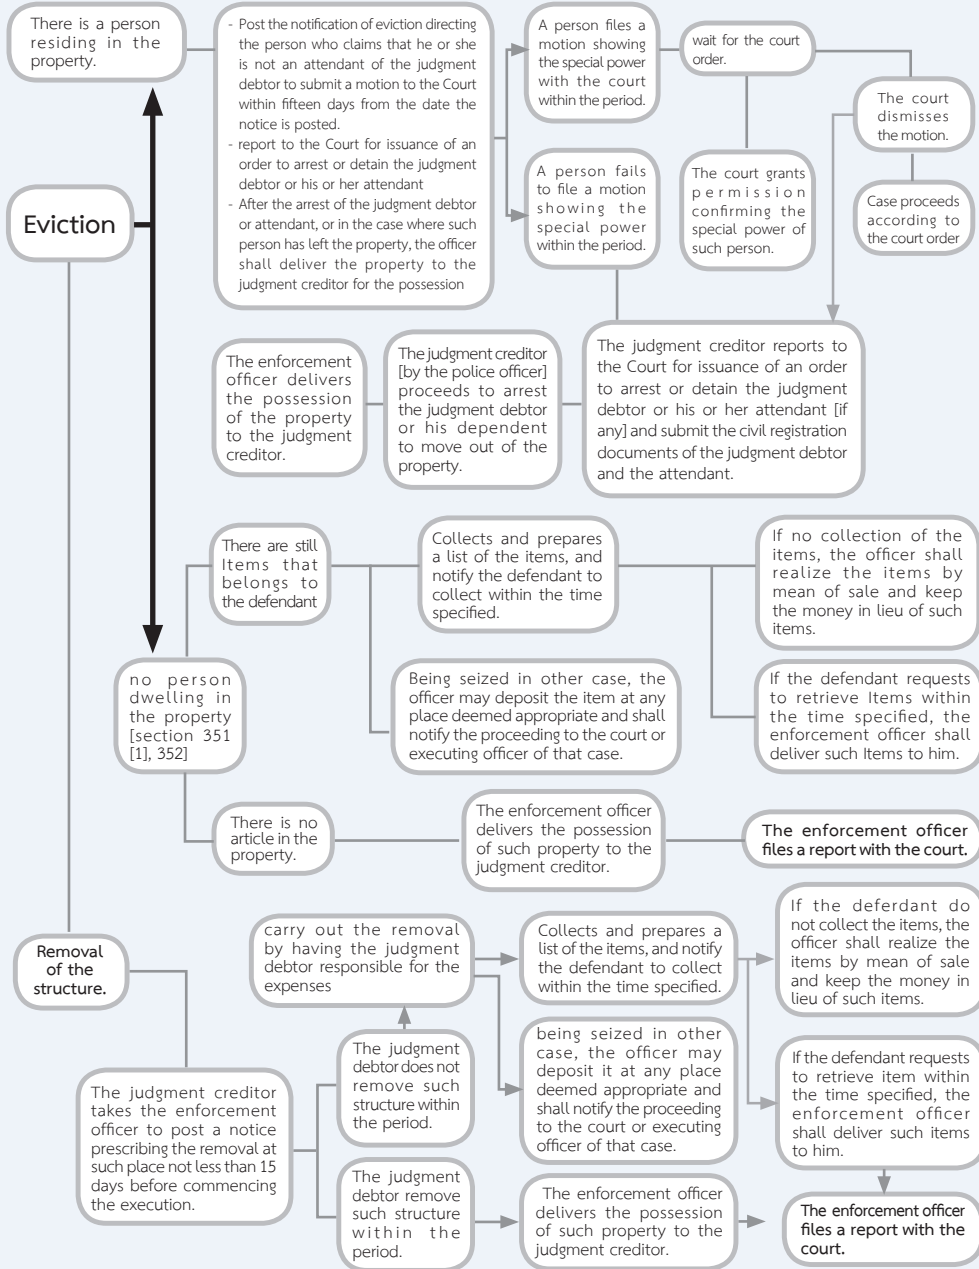 There is a person
residing in the
property.
- Post the notification of eviction directing
the person who claims that he or she
is not an attendant of the judgment
debtor to submit a motion to the Court
within fifteen days from the date the
notice is posted.
- report to the Court for issuance of an
order to arrest or detain the judgment
debtor or his or her attendant
- After the arrest of the judgment debtor
or attendant, or in the case where such
person has left the property, the officer
shall deliver the property to the
judgment creditor for the possession
A person files a
motion showing
the special power
with the court
within the period.
wait for the court
order.
The court
dismisses
the motion.
A person fails
to file a motion
showing the
special power
within the period.
The court grants
permission
confirming the
special power of
such person.
Case proceeds
according to
the court order
Eviction
The enforcement
officer delivers
the possession
of the property
to the judgment
creditor.
The judgment creditor
[by the police officer]
proceeds to arrest
the judgment debtor
or his dependent
to move out of the
property.
The judgment creditor reports to
the Court for issuance of an order
to arrest or detain the judgment
debtor or his or her attendant [if
any] and submit the civil registration
documents of the judgment debtor
and the attendant.
There are still
Items that
belongs to
the defendant
Collects and prepares
a list of the items, and
notify the defendant to
collect within the time
specified.
If no collection of the
items, the officer shall
realize the items by
mean of sale and keep
the money in lieu of such
items.
no person
dwelling in
the property
[section 351
[1], 352]
Being seized in other case, the
officer may deposit the item at any
place deemed appropriate and shall
notify the proceeding to the court or
executing officer of that case.
If the defendant requests
to retrieve Items within
the time specified, the
enforcement officer shall
deliver such Items to him.
There is no
article in the
property.
The enforcement officer
delivers the possession
of such property to the
judgment creditor.
The enforcement officer
files a report with the court.
Removal
of the
structure.
carry out the removal
by having the judgment
debtor responsible for the
expenses
Collects and prepares a
list of the items, and notify
the defendant to collect
within the time specified.
If the deferdant do
not collect the items, the
officer shall realize the
items by mean of sale
and keep the money in
lieu of such items.
The judgment creditor
takes the enforcement
officer to post a notice
prescribing the removal at
such place not less than 15
days before commencing
the execution.
The judgment
debtor does not
remove such
structure within
the period.
being seized in other
case, the officer may
deposit it at any place
deemed appropriate and
shall notify the proceeding
to the court or executing
officer of that case.
If the defendant requests
to retrieve item within
the time specified, the
enforcement officer
shall deliver such items
to him.
The judgment
debtor remove
such structure
within the
period.
The enforcement officer
delivers the possession
of such property to the
judgment creditor.
The enforcement officer
files a report with the
court.